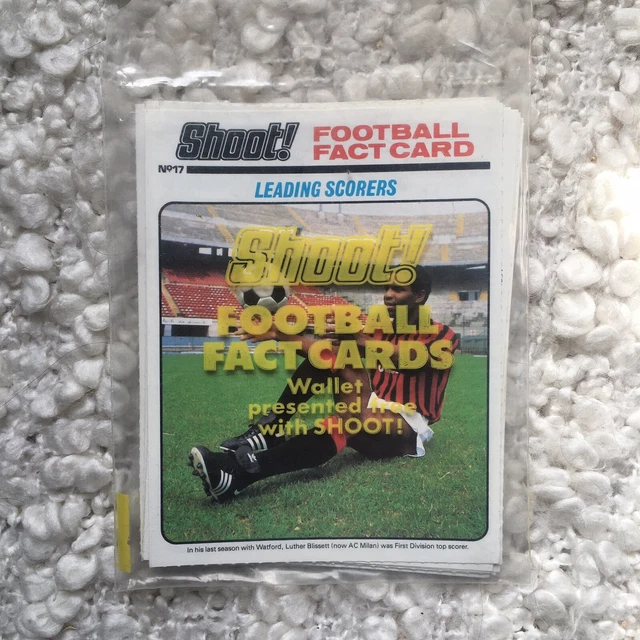 Shoot! FOOTBALL
FACT CARD
Nº17
LEADING SCORERS
Shoot!
FOOTBALL
FACT CARDS
Wallet
presented free
with SHOOT!
In his last season with Watford, Luther Blissett (now AC Milan) was First Division top scorer.